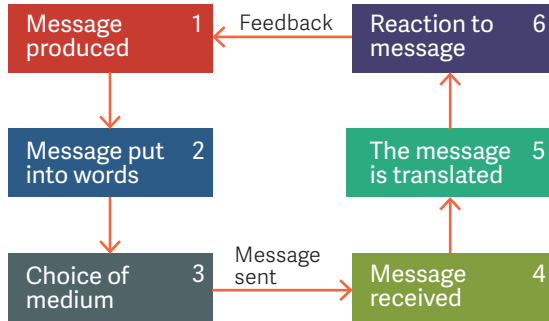 Message 1
produced
Feedback
Reaction to 6
message
Message put 2
into words
The message 5
is translated
Choice of 3
medium
Message
sent
Message 4
received